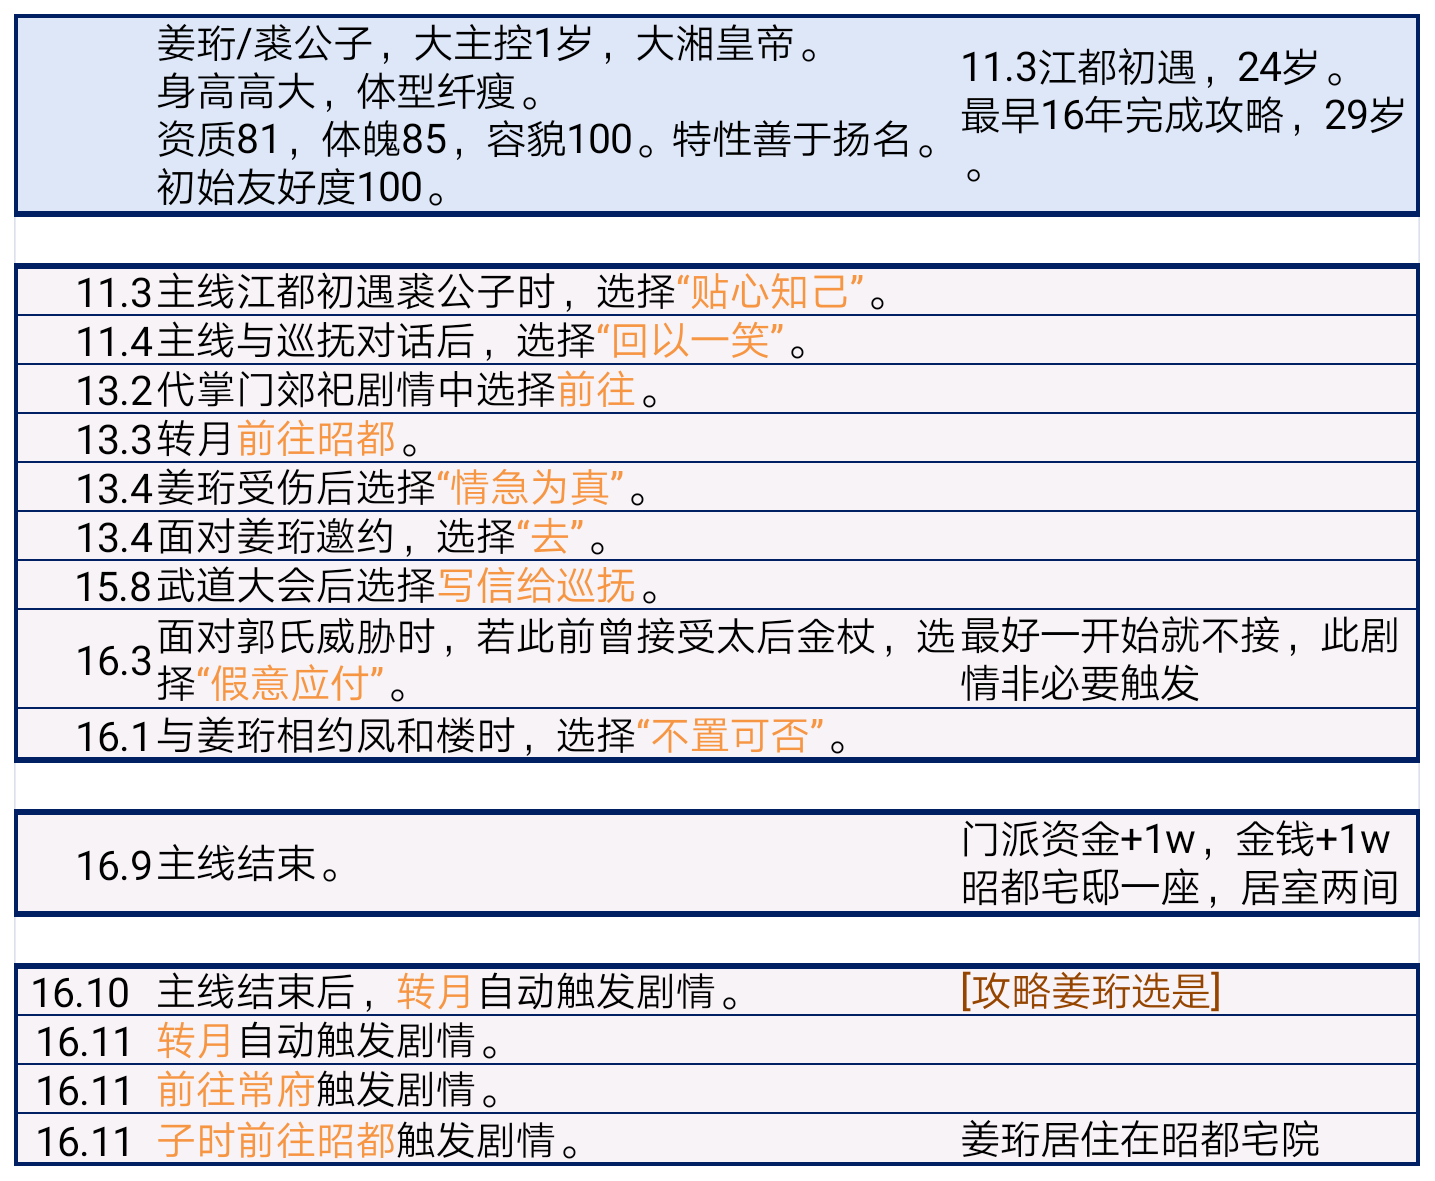 姜珩/裘公子，大主控1岁，大湘皇帝。
身高高大，体型纤瘦。
资质81，体魄85，容貌100。特性善于扬名。
初始友好度100。
11.3江都初遇，24岁。
最早16年完成攻略，29岁
。
11.3主线江都初遇裘公子时，选择“贴心知己”。
11.4主线与巡抚对话后，选择“回以一笑”。
13.2代掌门郊祀剧情中选择前往。
13.3转月前往昭都。
13.4姜珩受伤后选择“情急为真”。
13.4面对姜珩邀约，选择“去”。
15.8武道大会后选择写信给巡抚。
16.3面对郭氏威胁时，若此前曾接受太后金杖，选
择“假意应付”。
最好一开始就不接，此剧
情非必要触发
16.1与姜珩相约凤和楼时，选择“不置可否”。
16.9主线结束。
门派资金+1w，金钱+1w
昭都宅邸一座，居室两间
16.10 主线结束后，转月自动触发剧情。 [攻略姜珩选是]
16.11 转月自动触发剧情。
16.11 前往常府触发剧情。
16.11 子时前往昭都触发剧情。 姜珩居住在昭都宅院